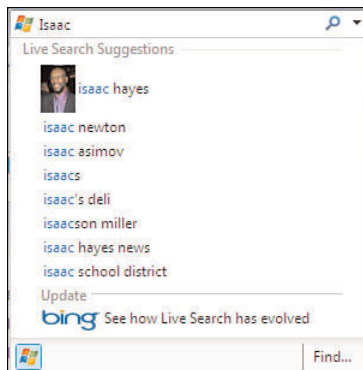 Isaac
Live Search Suggestions
isaac hayes
isaac newton
isaac asimov
isaacs
isaac's deli
isaacson miller
isaac hayes news
isaac school district
Update
bing See how Live Search has evolved
Find...